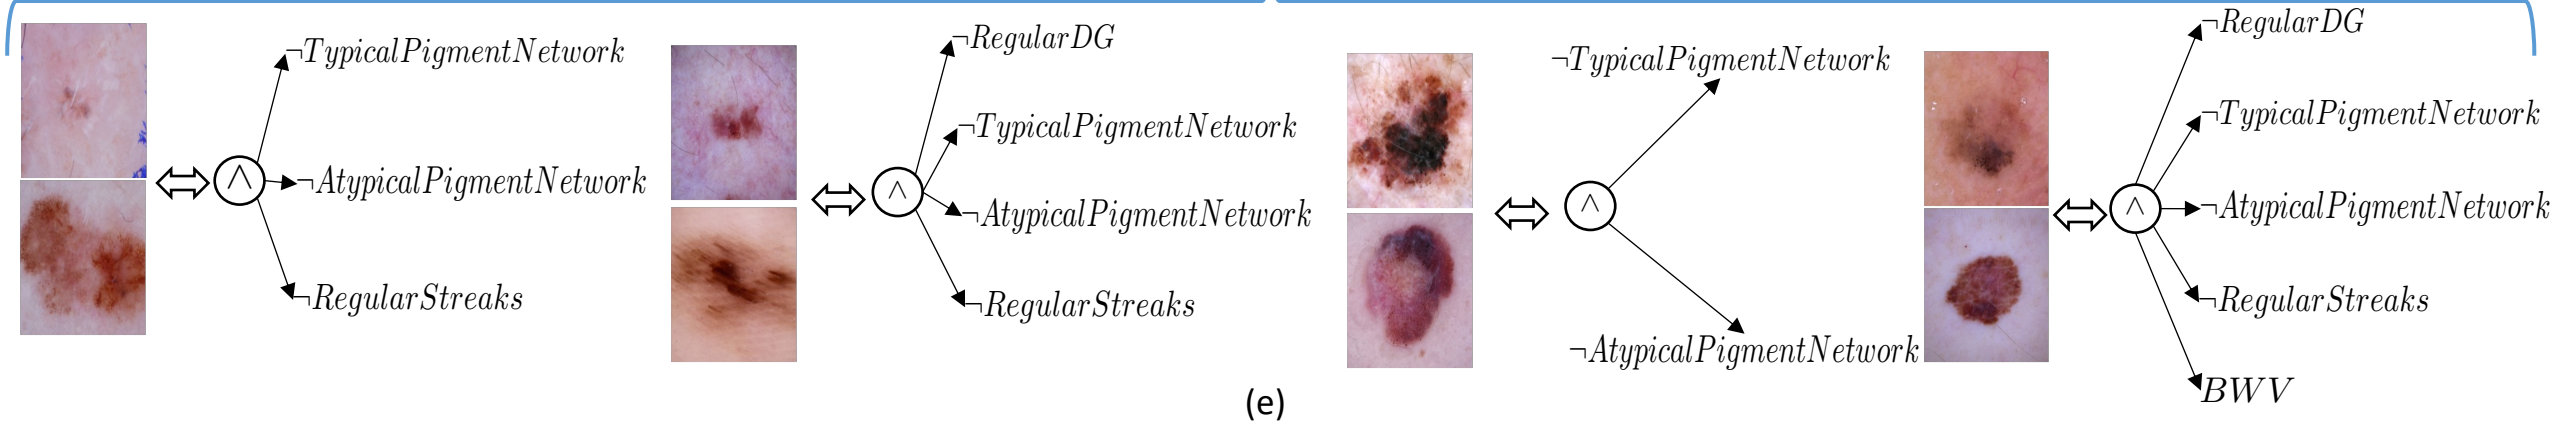 ¬TypicalPigmentNetwork
∧
¬AtypicalPigmentNetwork
¬RegularStreaks
¬RegularDG
¬TypicalPigmentNetwork
∧
¬AtypicalPigmentNetwork
¬RegularStreaks
¬TypicalPigmentNetwork
∧
¬AtypicalPigmentNetwork
¬RegularDG
¬TypicalPigmentNetwork
∧
¬AtypicalPigmentNetwork
¬RegularStreaks
BWV
(e)